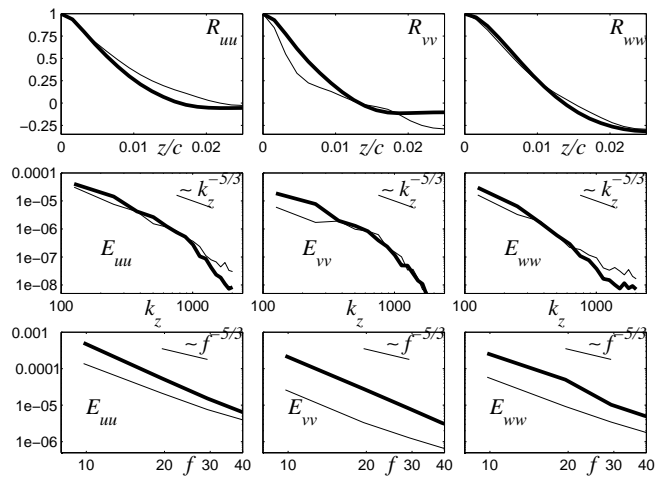 1
0.75
0.5
0.25
0
−0.25
R_uu
R_vv
R_ww
0 0.01 0.02
z/c
0 0.01 0.02
z/c
0 0.01 0.02
z/c
0.0001
1e−05
1e−06
1e−07
1e−08
~ k_z^−5/3
~ k_z^−5/3
~ k_z^−5/3
E_uu
E_vv
E_ww
100 1000
k_z
100 1000
k_z
100 1000
k_z
0.001
0.0001
1e−05
1e−06
~ f^−5/3
~ f^−5/3
~ f^−5/3
E_uu
E_vv
E_ww
10 20 f 30 40
10 20 f 30 40
10 20 f 30 40